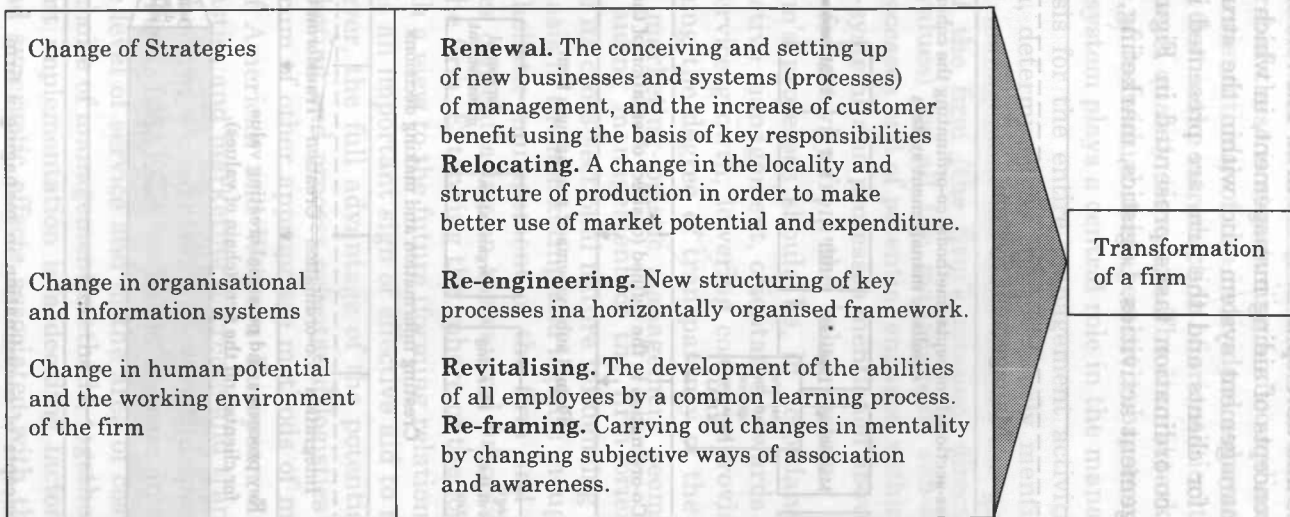 Change of Strategies
Renewal. The conceiving and setting up
of new businesses and systems (processes)
of management, and the increase of customer
benefit using the basis of key responsibilities
Relocating. A change in the locality and
structure of production in order to make
better use of market potential and expenditure.
Change in organisational
and information systems
Re-engineering. New structuring of key
processes ina horizontally organised framework.
Change in human potential
and the working environment
of the firm
Revitalising. The development of the abilities
of all employees by a common learning process.
Re-framing. Carrying out changes in mentality
by changing subjective ways of association
and awareness.
Transformation
of a firm